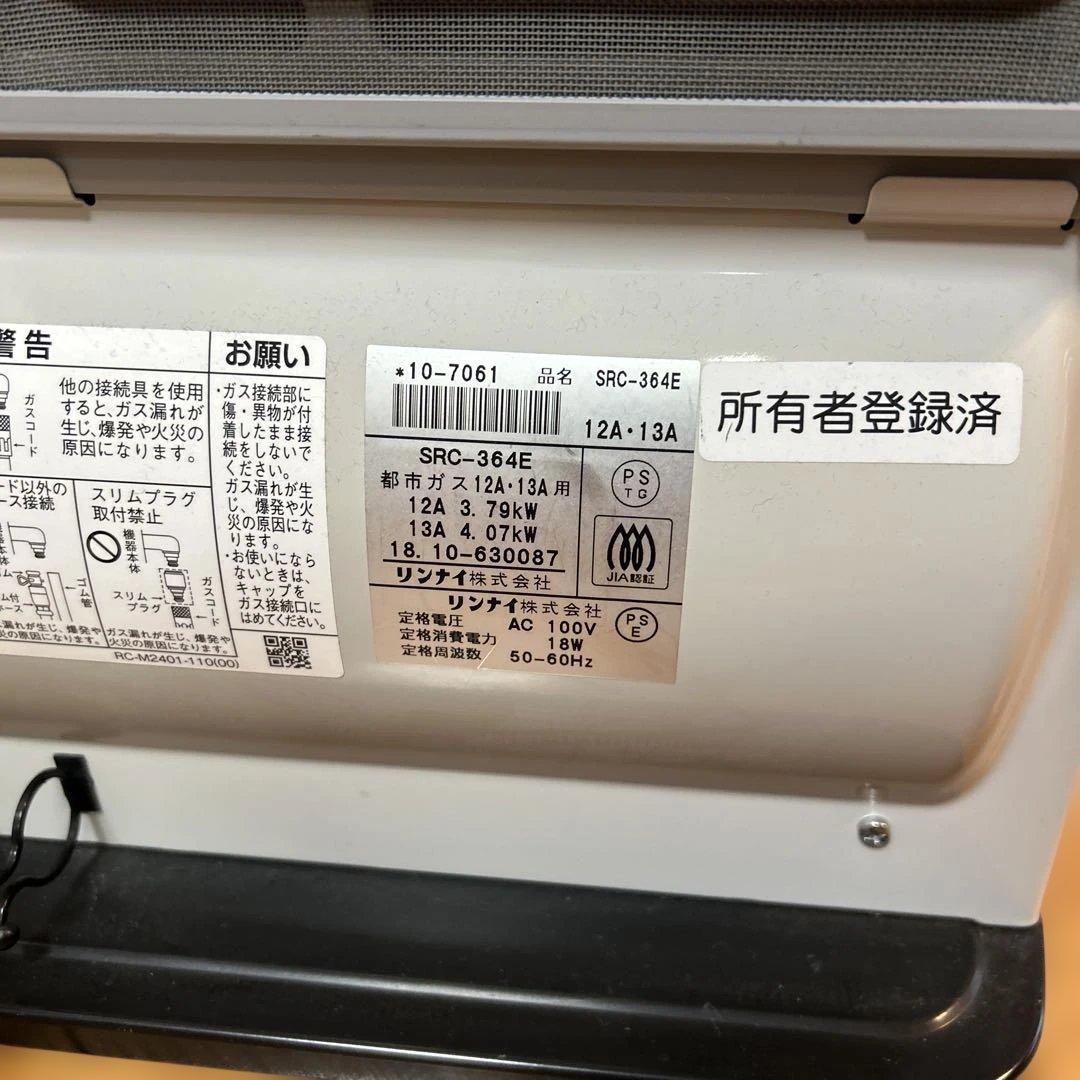 警告
他の接続具を使用
すると、ガス漏れが
生じ、爆発や火災の
原因になります。
ガスコード
ード以外の
ース接続
スリムプラグ
取付禁止
機器本体
スリム
プラグ
ガスコード
ゴム管
ガス漏れが生じ、爆発や
火災の原因になります。
RC-M2401-110(00)
お願い
・ガス接続部に
傷・異物が付
着したまま接
続をしないで
ください。
ガス漏れが生
じ、爆発や火
災の原因にな
ります。
・お使いになら
ないときは、
キャップを
ガス接続口に
はめてください。
*10-7061 品名 SRC-364E
12A・13A
SRC-364E
都市ガス12A・13A用
12A 3.79kW
13A 4.07kW
18.10-630087
リンナイ株式会社
PS
TG
JIA認証
リンナイ株式会社
定格電圧 AC 100V
定格消費電力 18W
定格周波数 50-60Hz
PS
E
所有者登録済